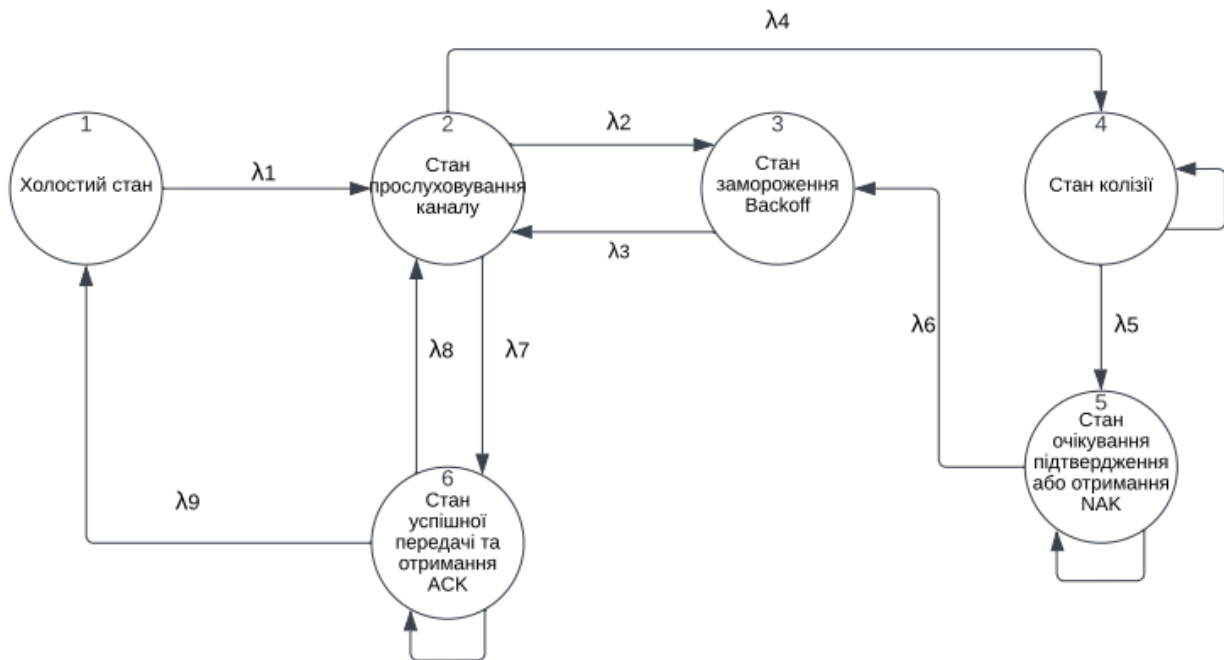 λ4
1
Холостий стан
λ1
2
Стан
прослуховування
каналу
λ2
λ3
3
Стан
замороження
Backoff
4
Стан колізії
λ5
λ6
5
Стан
очікування
підтвердження
або отримання
NAK
λ8
λ7
6
Стан
успішної
передачі та
отримання
ACK
λ9